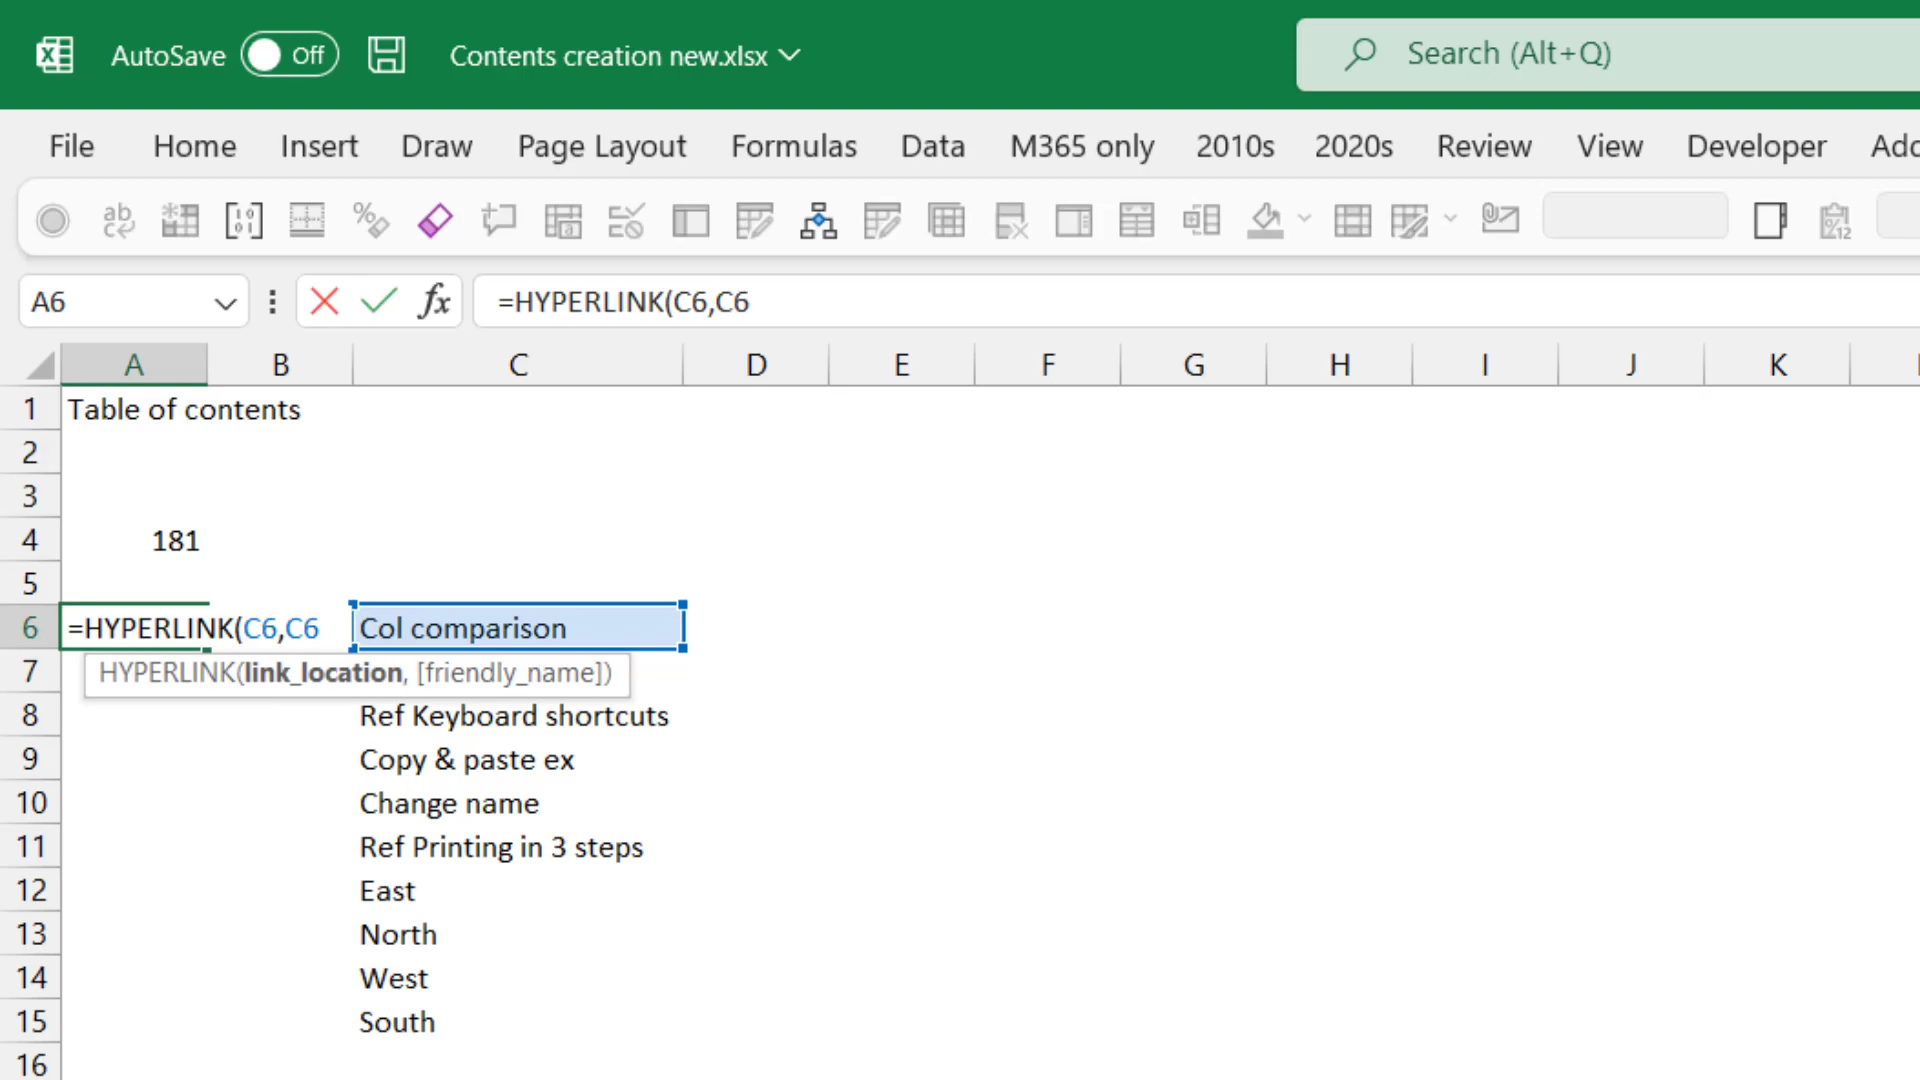 AutoSave Off Contents creation new.xlsx Search (Alt+Q)
File Home Insert Draw Page Layout Formulas Data M365 only 2010s 2020s Review View Developer
A6 fx =HYPERLINK(C6,C6
A B C D E F G H I J K
1 Table of contents
2
3
4 181
5
6 =HYPERLINK(C6,C6 Col comparison
7 HYPERLINK(link_location, [friendly_name])
8 Ref Keyboard shortcuts
9 Copy & paste ex
10 Change name
11 Ref Printing in 3 steps
12 East
13 North
14 West
15 South
16